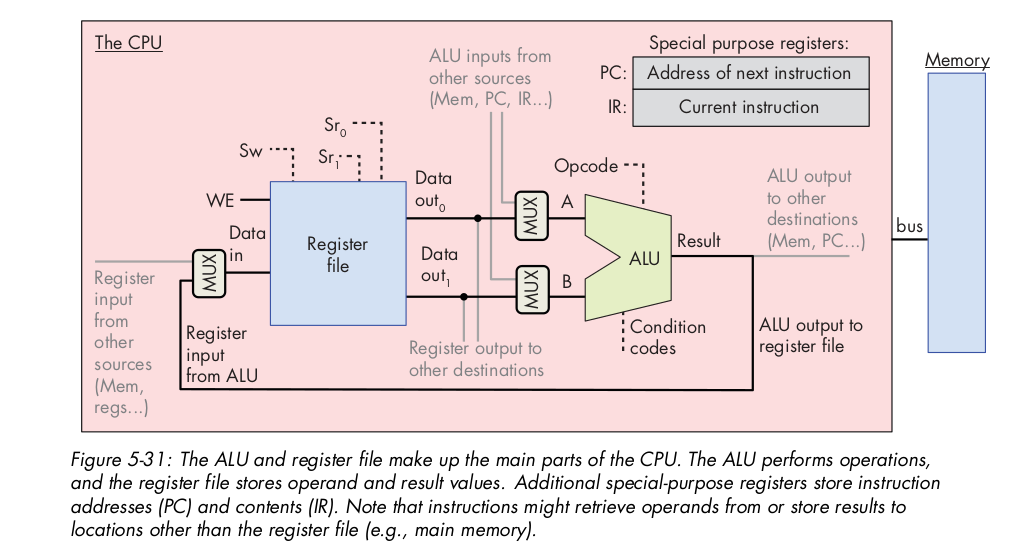 The CPU
ALU inputs from
other sources
(Mem, PC, IR...)
Special purpose registers:
PC: Address of next instruction
IR: Current instruction
Memory
Sr0
Sw
Sr1
WE
Data
in
Register
file
Data
out0
Data
out1
MUX
MUX
MUX
A
B
Opcode
ALU
Result
Condition
codes
ALU output
to other
destinations
(Mem, PC...)
bus
ALU output to
register file
Register
input
from
other
sources
(Mem,
regs...)
Register
input
from ALU
Register output to
other destinations
Figure 5-31: The ALU and register file make up the main parts of the CPU. The ALU performs operations,
and the register file stores operand and result values. Additional special-purpose registers store instruction
addresses (PC) and contents (IR). Note that instructions might retrieve operands from or store results to
locations other than the register file (e.g., main memory).